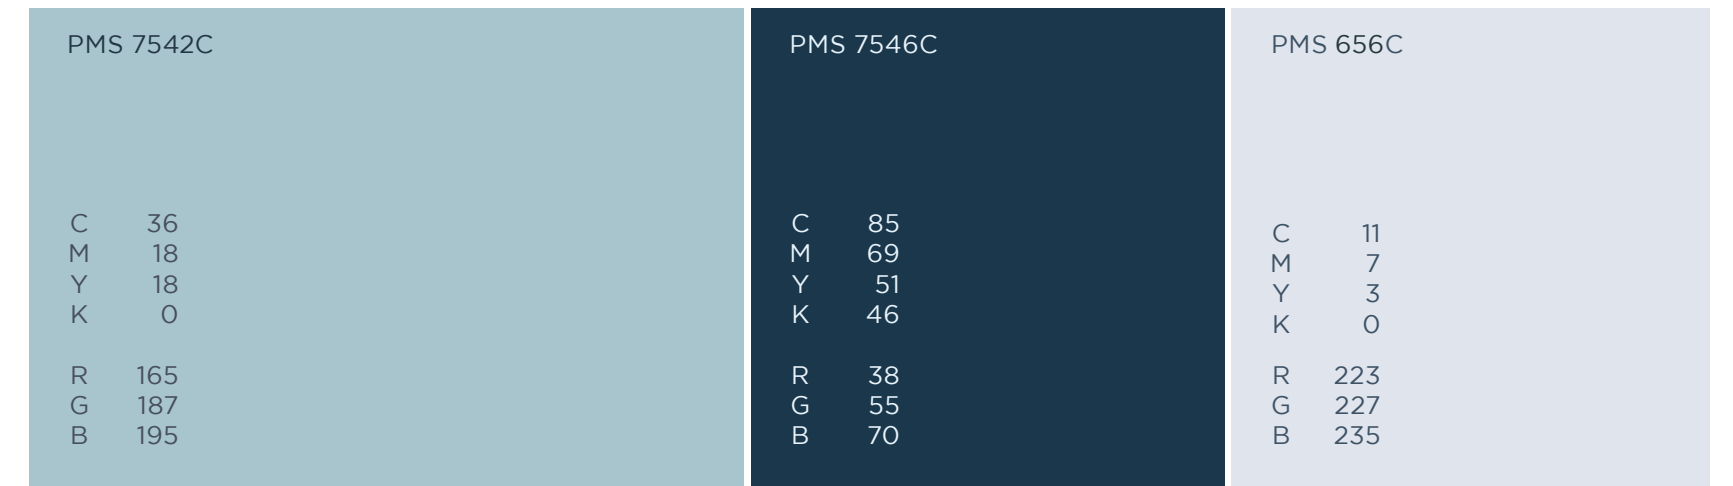 PMS 7542C
C 36
M 18
Y 18
K 0
R 165
G 187
B 195
PMS 7546C
C 85
M 69
Y 51
K 46
R 38
G 55
B 70
PMS 656C
C 11
M 7
Y 3
K 0
R 223
G 227
B 235